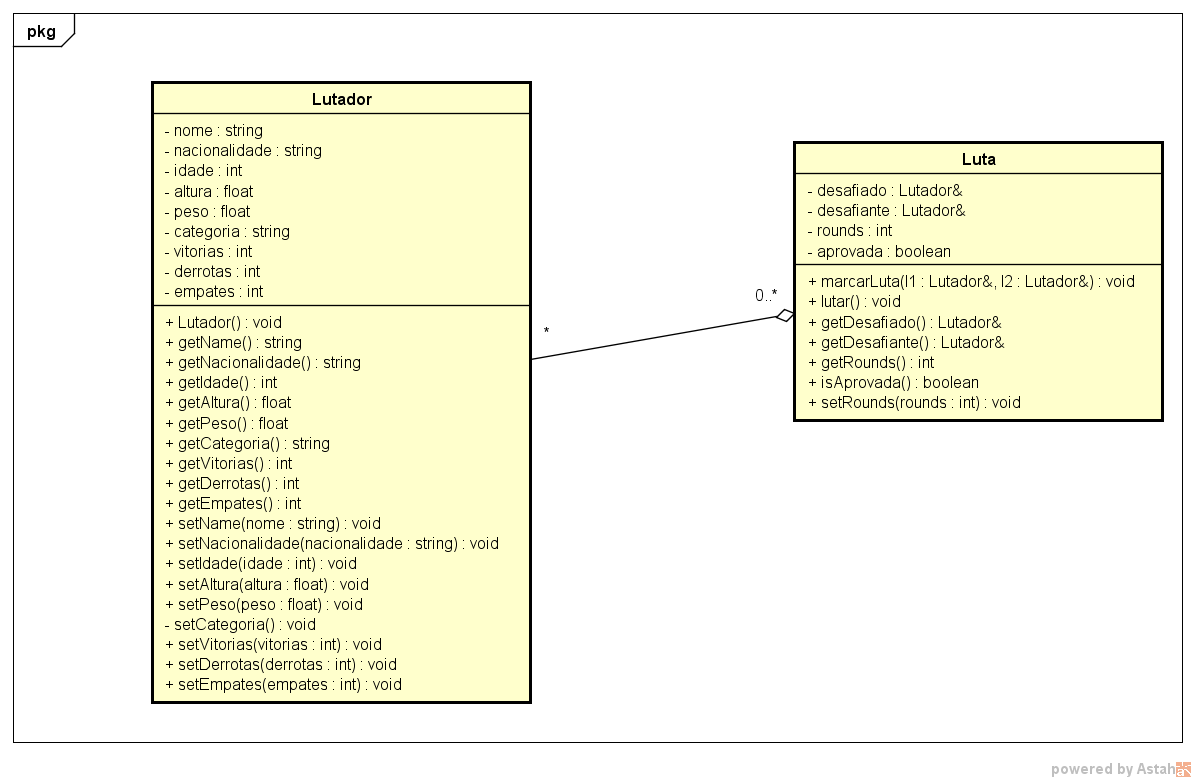 pkg
Lutador
- nome : string
- nacionalidade : string
- idade : int
- altura : float
- peso : float
- categoria : string
- vitorias : int
- derrotas : int
- empates : int
+ Lutador() : void
+ getName() : string
+ getNacionalidade() : string
+ getIdade() : int
+ getAltura() : float
+ getPeso() : float
+ getCategoria() : string
+ getVitorias() : int
+ getDerrotas() : int
+ getEmpates() : int
+ setName(nome : string) : void
+ setNacionalidade(nacionalidade : string) : void
+ setIdade(idade : int) : void
+ setAltura(altura : float) : void
+ setPeso(peso : float) : void
- setCategoria() : void
+ setVitorias(vitorias : int) : void
+ setDerrotas(derrotas : int) : void
+ setEmpates(empates : int) : void
*
0..*
Luta
- desafiado : Lutador&
- desafiante : Lutador&
- rounds : int
- aprovada : boolean
+ marcarLuta(l1 : Lutador&, l2 : Lutador&) : void
+ lutar() : void
+ getDesafiado() : Lutador&
+ getDesafiante() : Lutador&
+ getRounds() : int
+ isAprovada() : boolean
+ setRounds(rounds : int) : void
powered by Astah